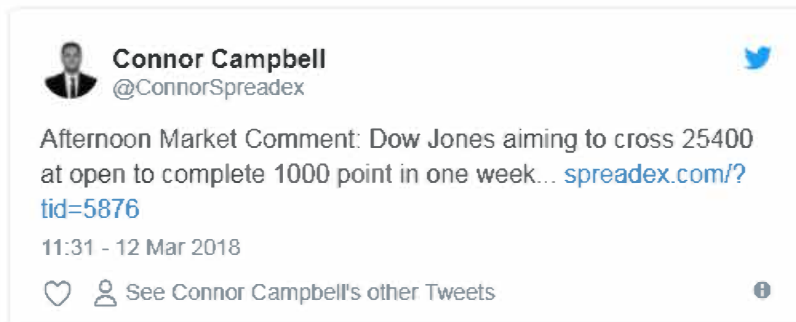 Connor Campbell
@ConnorSpreadex
Afternoon Market Comment: Dow Jones aiming to cross 25400
at open to complete 1000 point in one week... spreadex.com/?
tid=5876
11:31 - 12 Mar 2018
See Connor Campbell's other Tweets